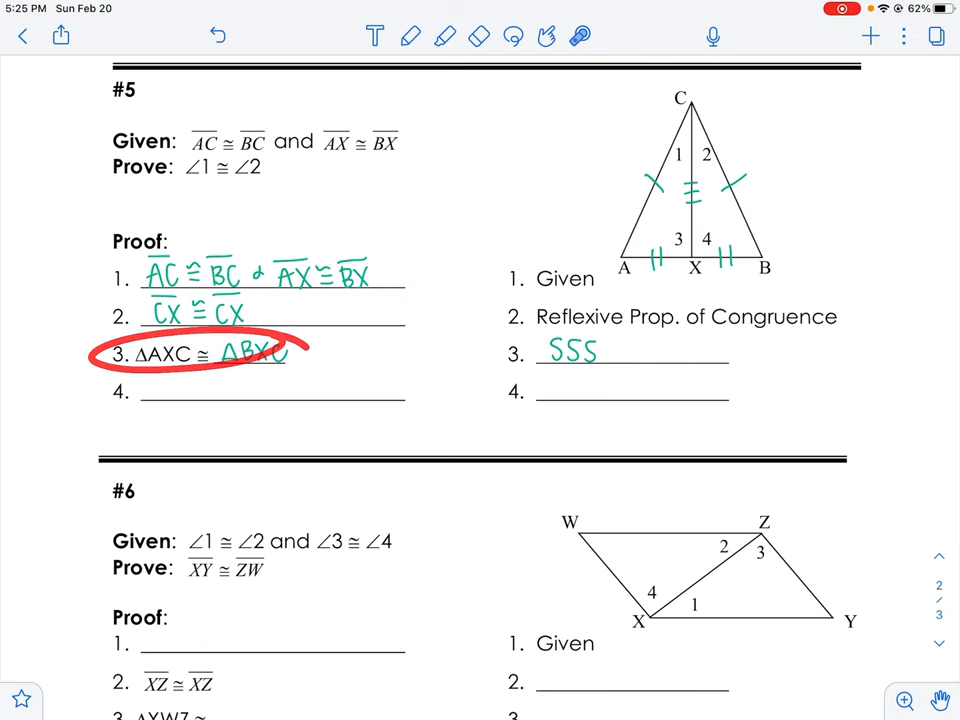 5:25 PM Sun Feb 20 62%
#5
Given: AC ≅ BC and AX ≅ BX
Prove: ∠1 ≅ ∠2
C
1 2
3 4
A X B
Proof:
1. AC ≅ BC & AX ≅ BX 1. Given
2. CX ≅ CX 2. Reflexive Prop. of Congruence
3. ΔAXC ≅ ΔBXC 3. SSS
4. 4.
#6
Given: ∠1 ≅ ∠2 and ∠3 ≅ ∠4
Prove: XY ≅ ZW
W Z
2 3
4 1
X Y
Proof:
1. 1. Given
2. XZ ≅ XZ 2.
3. ΔXWZ ≅ 3.
2
/
3